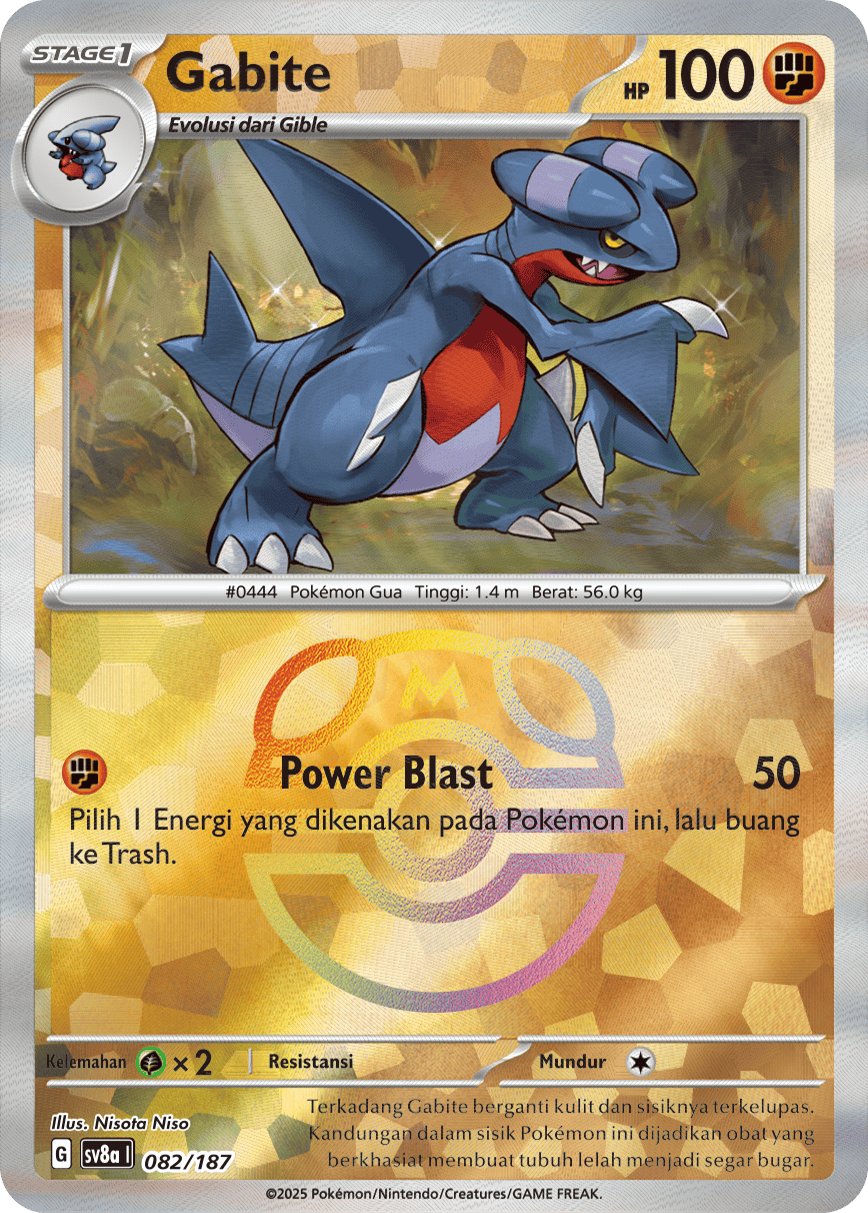 STAGE1
Gabite
HP 100
Evolusi dari Gible
#0444 Pokémon Gua Tinggi: 1.4 m Berat: 56.0 kg
M
Power Blast 50
Pilih 1 Energi yang dikenakan pada Pokémon ini, lalu buang
ke Trash.
Kelemahan ×2 Resistansi Mundur
Illus. Nisota Niso
Terkadang Gabite berganti kulit dan sisiknya terkelupas.
Kandungan dalam sisik Pokémon ini dijadikan obat yang
berkhasiat membuat tubuh lelah menjadi segar bugar.
G sv8a I 082/187
©2025 Pokémon/Nintendo/Creatures/GAME FREAK.